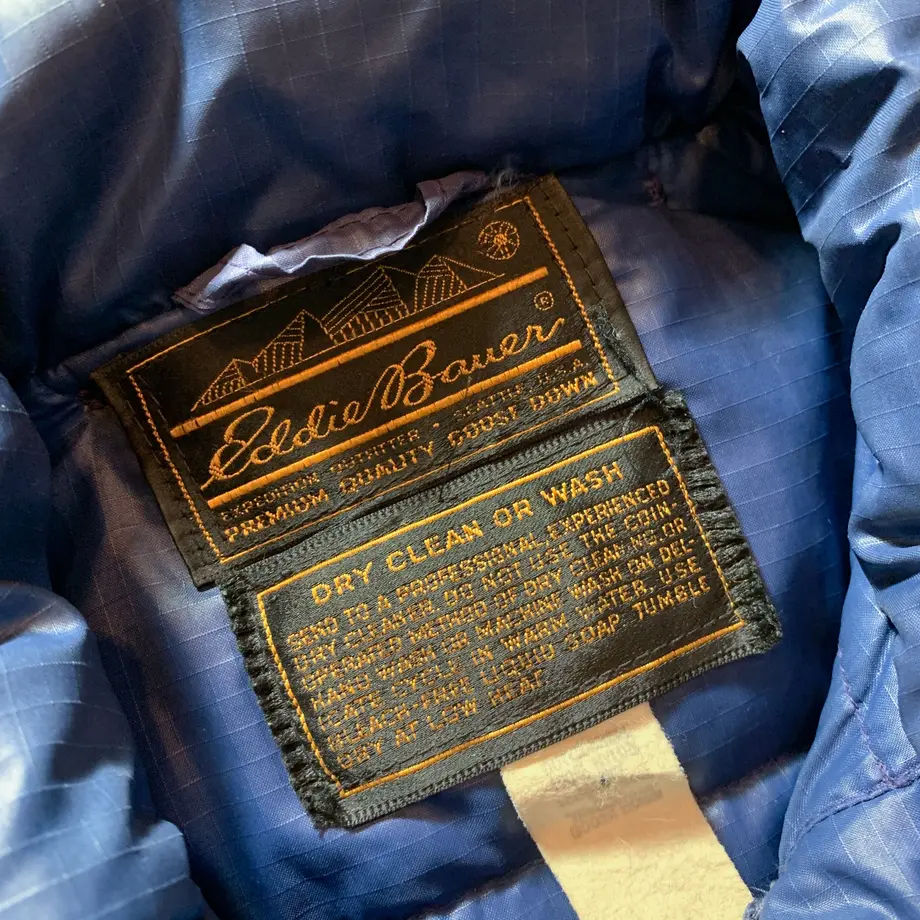 Eddie Bauer ®
EXPEDITION OUTFITTER · SEATTLE, U.S.A.
PREMIUM QUALITY GOOSE DOWN
DRY CLEAN OR WASH
SEND TO A PROFESSIONAL EXPERIENCED
DRY CLEANER. DO NOT USE THE COIN-
OPERATED METHOD OF DRY CLEANING. OR
HAND WASH OR MACHINE WASH ON DEL-
ICATE CYCLE IN WARM WATER. USE
BLEACH-FREE LIQUID SOAP TUMBLE
DRY AT LOW HEAT